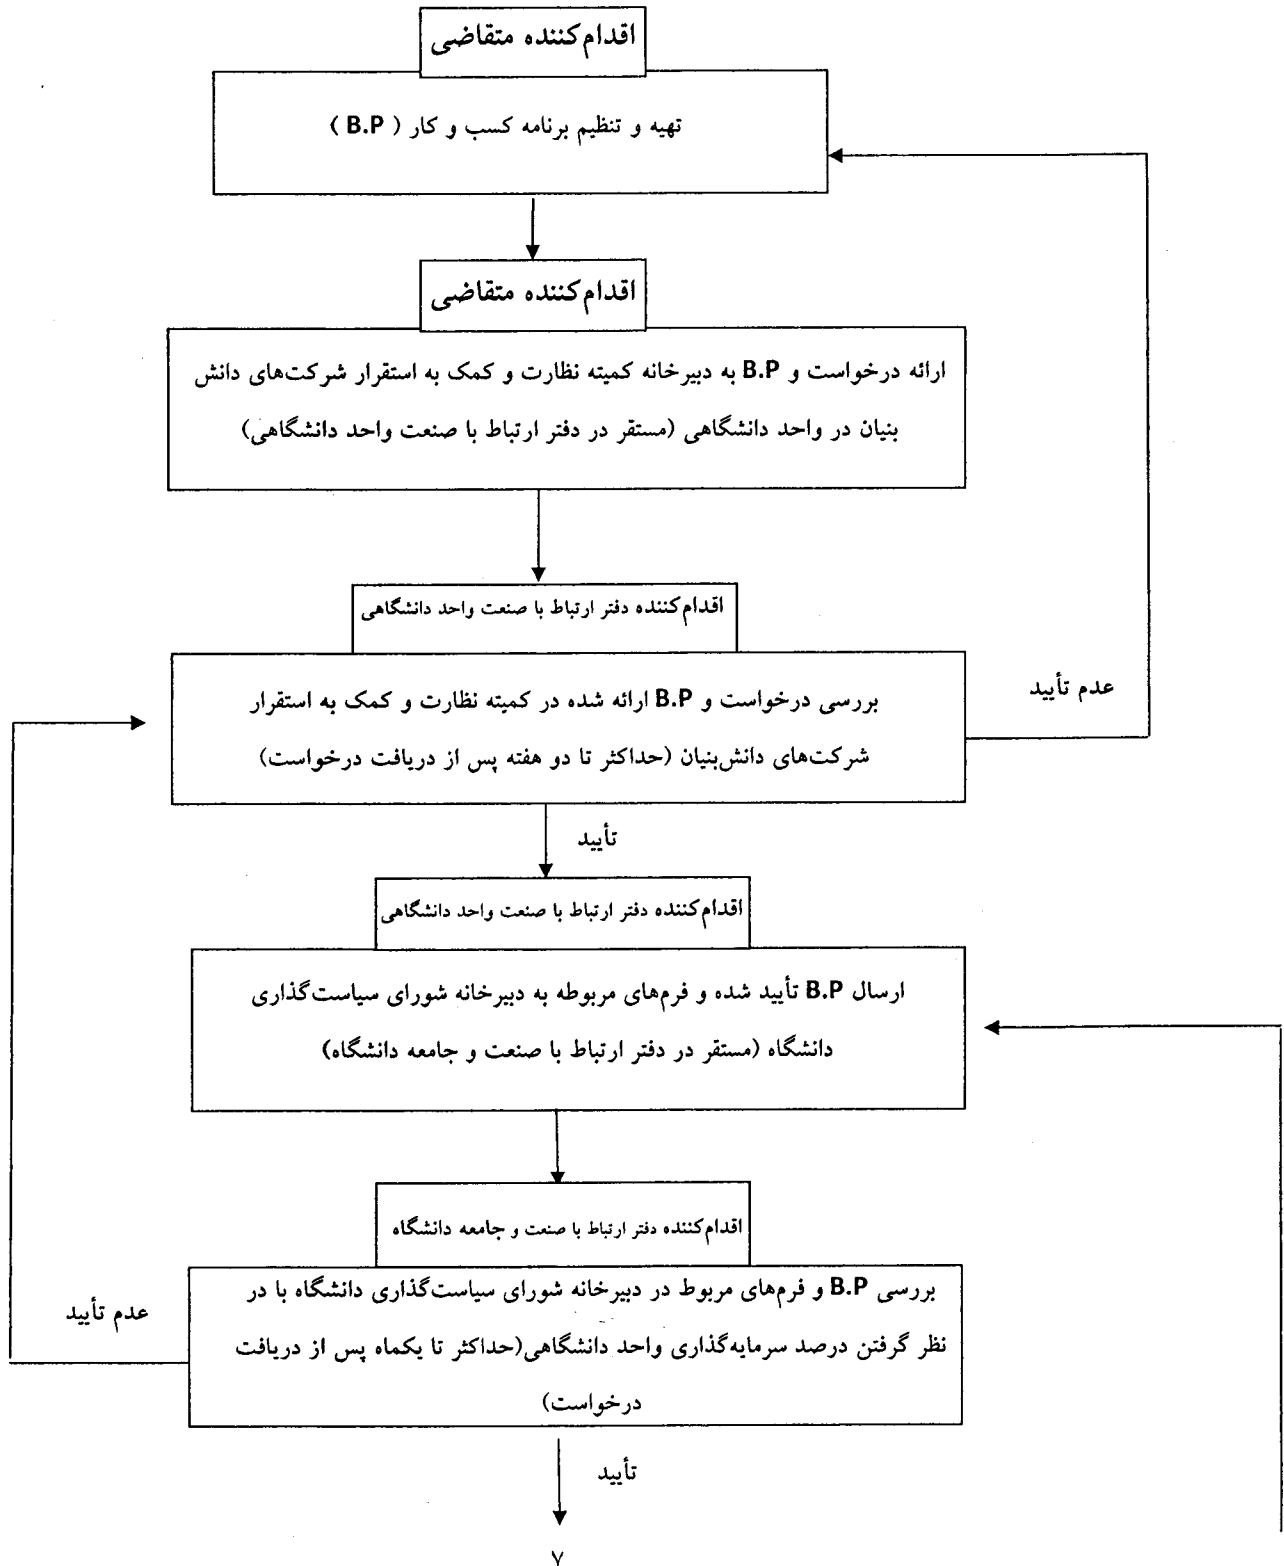 اقدام‌کننده متقاضی
تهیه و تنظیم برنامه کسب و کار ( B.P )
اقدام‌کننده متقاضی
ارائه درخواست و B.P به دبیرخانه کمیته نظارت و کمک به استقرار شرکت‌های دانش
بنیان در واحد دانشگاهی (مستقر در دفتر ارتباط با صنعت واحد دانشگاهی)
اقدام‌کننده دفتر ارتباط با صنعت واحد دانشگاهی
بررسی درخواست و B.P ارائه شده در کمیته نظارت و کمک به استقرار
شرکت‌های دانش‌بنیان (حداکثر تا دو هفته پس از دریافت درخواست)
عدم تأیید
تأیید
اقدام‌کننده دفتر ارتباط با صنعت واحد دانشگاهی
ارسال B.P تأیید شده و فرم‌های مربوطه به دبیرخانه شورای سیاست‌گذاری
دانشگاه (مستقر در دفتر ارتباط با صنعت و جامعه دانشگاه)
اقدام‌کننده دفتر ارتباط با صنعت و جامعه دانشگاه
بررسی B.P و فرم‌های مربوط در دبیرخانه شورای سیاست‌گذاری دانشگاه با در
نظر گرفتن درصد سرمایه‌گذاری واحد دانشگاهی(حداکثر تا یکماه پس از دریافت
درخواست)
عدم تأیید
تأیید
۷